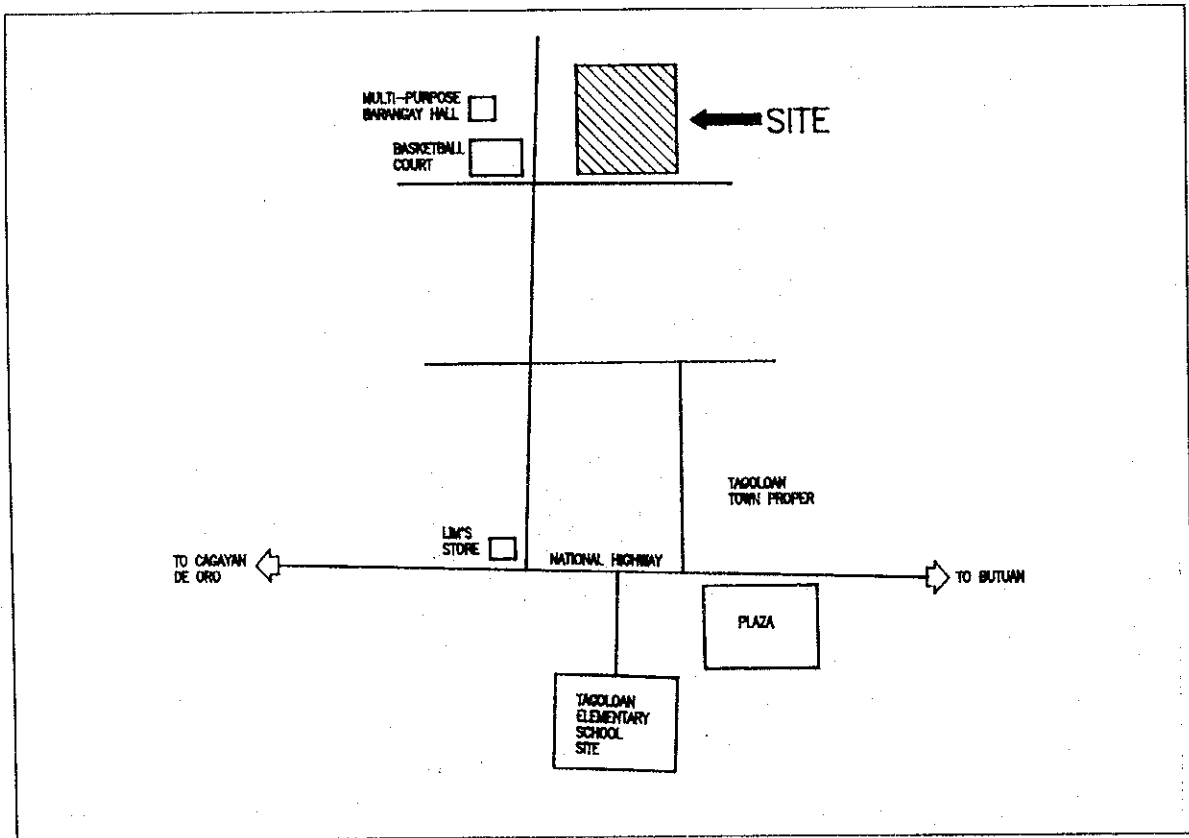 MULTI-PURPOSE
BARANGAY HALL
SITE
BASKETBALL
COURT
TAGOLOAN
TOWN PROPER
LIM'S
STORE
NATIONAL HIGHWAY
TO CAGAYAN
DE ORO
TO BUTUAN
PLAZA
TAGOLOAN
ELEMENTARY
SCHOOL
SITE